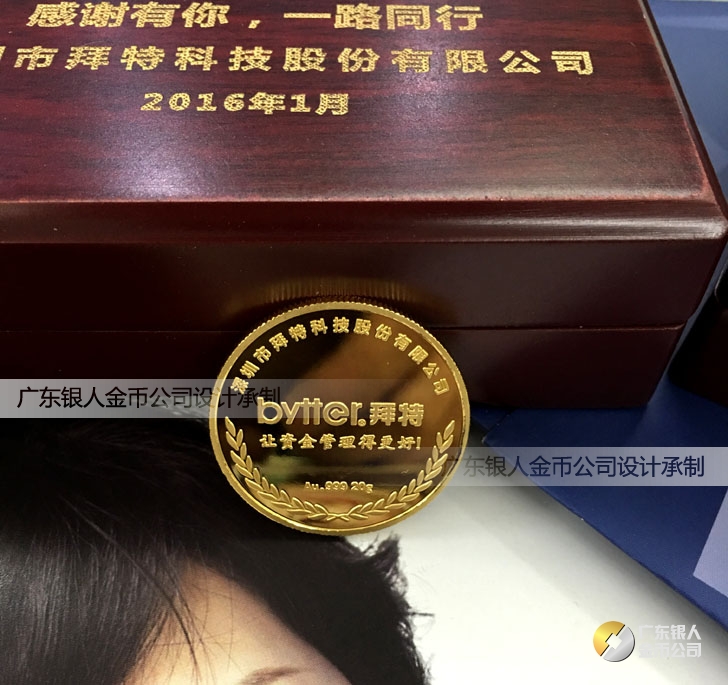 感谢有你，一路同行
圳市拜特科技股份有限公司
2016年1月
深圳市拜特科技股份有限公司
bytter.拜特
让资金管理得更好!
Au.999 20g
广东银人金币公司设计承制
广东银人金币公司设计承制
广东银人
金币公司